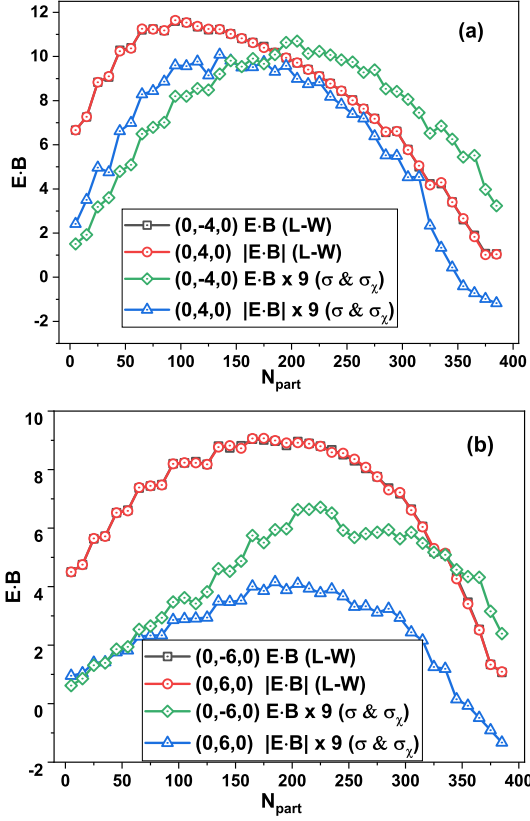 (a)
12
10
8
6
4
2
0
-2
E·B
(0,-4,0) E·B (L-W)
(0,4,0) |E·B| (L-W)
(0,-4,0) E·B x 9 (σ & σχ)
(0,4,0) |E·B| x 9 (σ & σχ)
0 50 100 150 200 250 300 350 400
Npart
(b)
10
8
6
4
2
0
-2
E·B
(0,-6,0) E·B (L-W)
(0,6,0) |E·B| (L-W)
(0,-6,0) E·B x 9 (σ & σχ)
(0,6,0) |E·B| x 9 (σ & σχ)
0 50 100 150 200 250 300 350 400
Npart